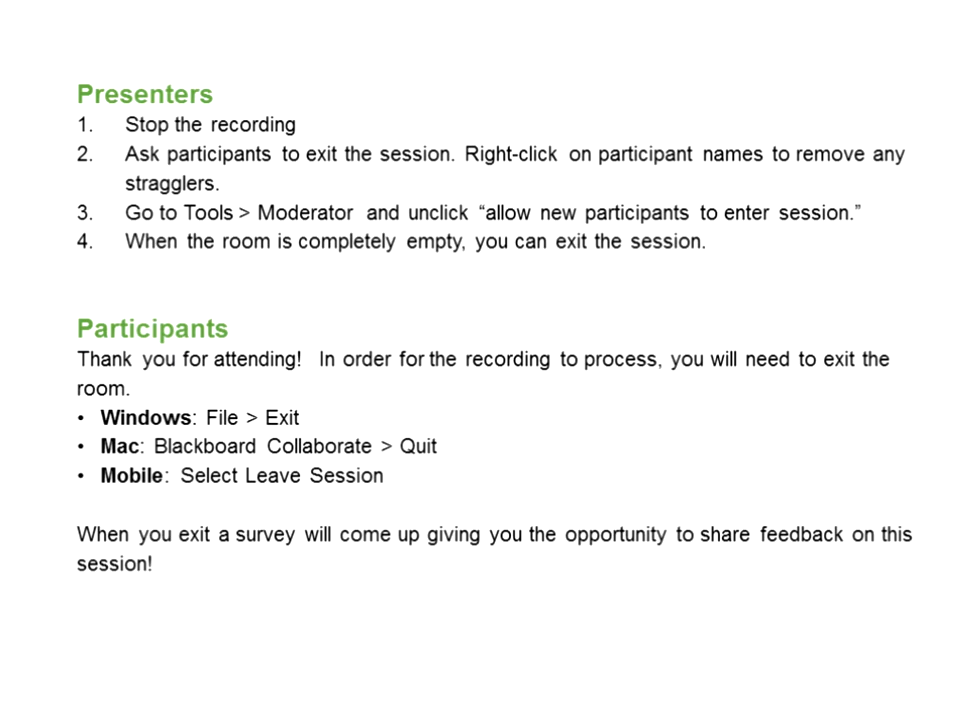 Presenters
1. Stop the recording
2. Ask participants to exit the session. Right-click on participant names to remove any
stragglers.
3. Go to Tools > Moderator and unclick “allow new participants to enter session.”
4. When the room is completely empty, you can exit the session.
Participants
Thank you for attending! In order for the recording to process, you will need to exit the
room.
• Windows: File > Exit
• Mac: Blackboard Collaborate > Quit
• Mobile: Select Leave Session
When you exit a survey will come up giving you the opportunity to share feedback on this
session!